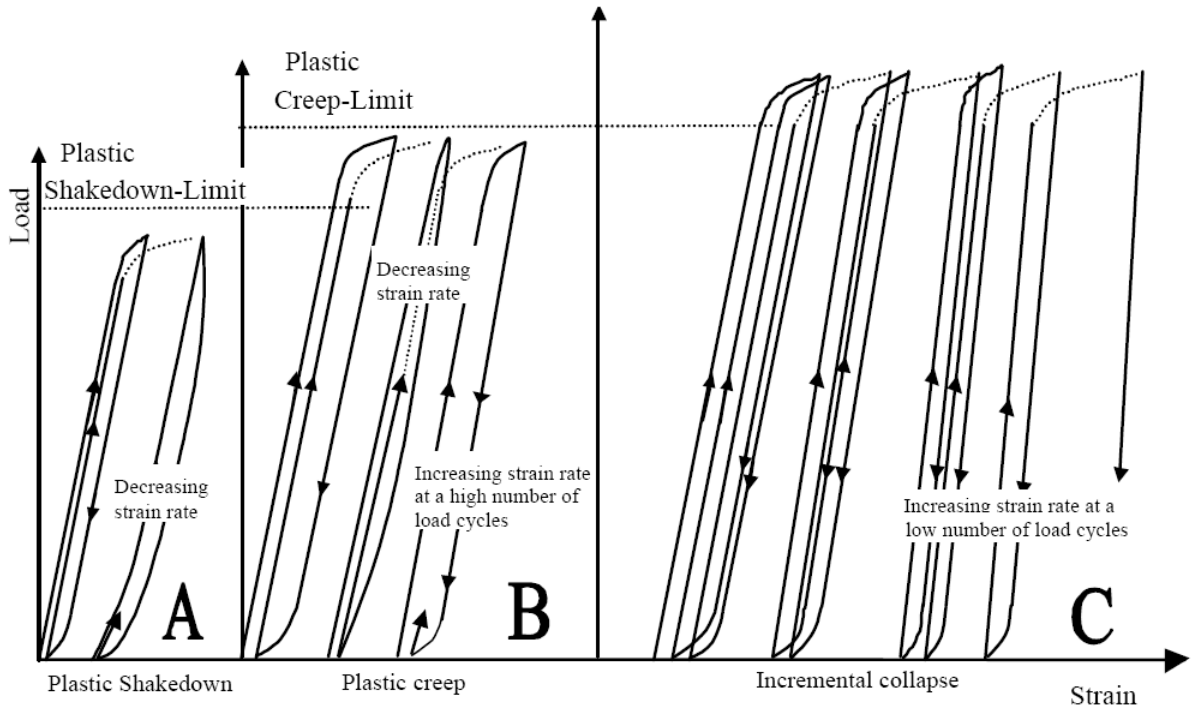 Plastic
Creep-Limit
Plastic
Shakedown-Limit
Load
Decreasing
strain rate
Decreasing
strain rate
Increasing strain rate
at a high number of
load cycles
Increasing strain rate at a
low number of load cycles
A
B
C
Plastic Shakedown
Plastic creep
Incremental collapse
Strain